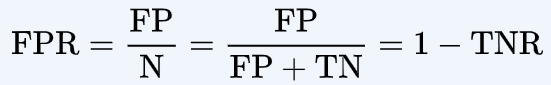 FPR = FP / N = FP / (FP + TN) = 1 − TNR